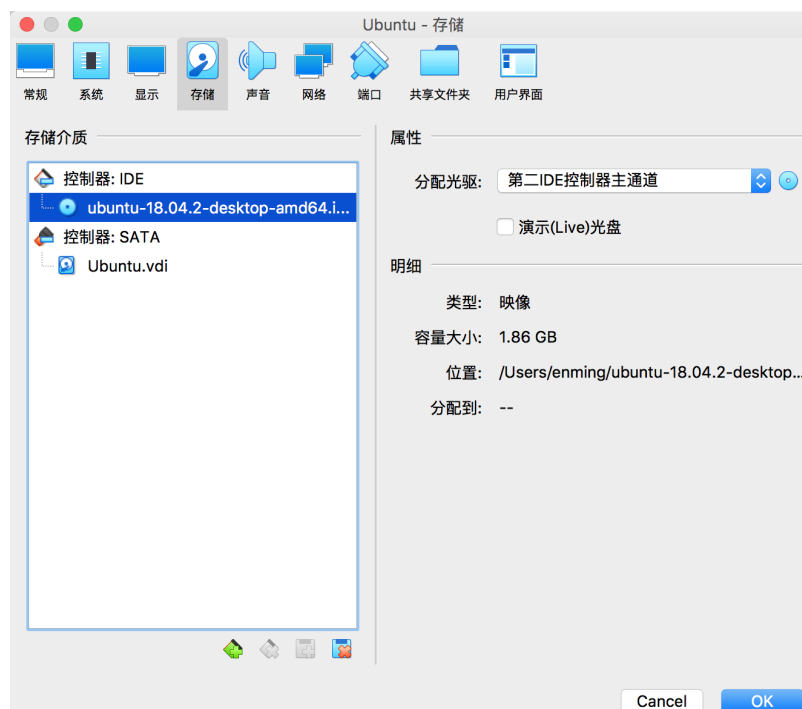 Ubuntu - 存储
常规 系统 显示 存储 声音 网络 端口 共享文件夹 用户界面
存储介质
控制器: IDE
ubuntu-18.04.2-desktop-amd64.i...
控制器: SATA
Ubuntu.vdi
属性
分配光驱: 第二IDE控制器主通道
演示(Live)光盘
明细
类型: 映像
容量大小: 1.86 GB
位置: /Users/enming/ubuntu-18.04.2-desktop...
分配到: --
Cancel OK